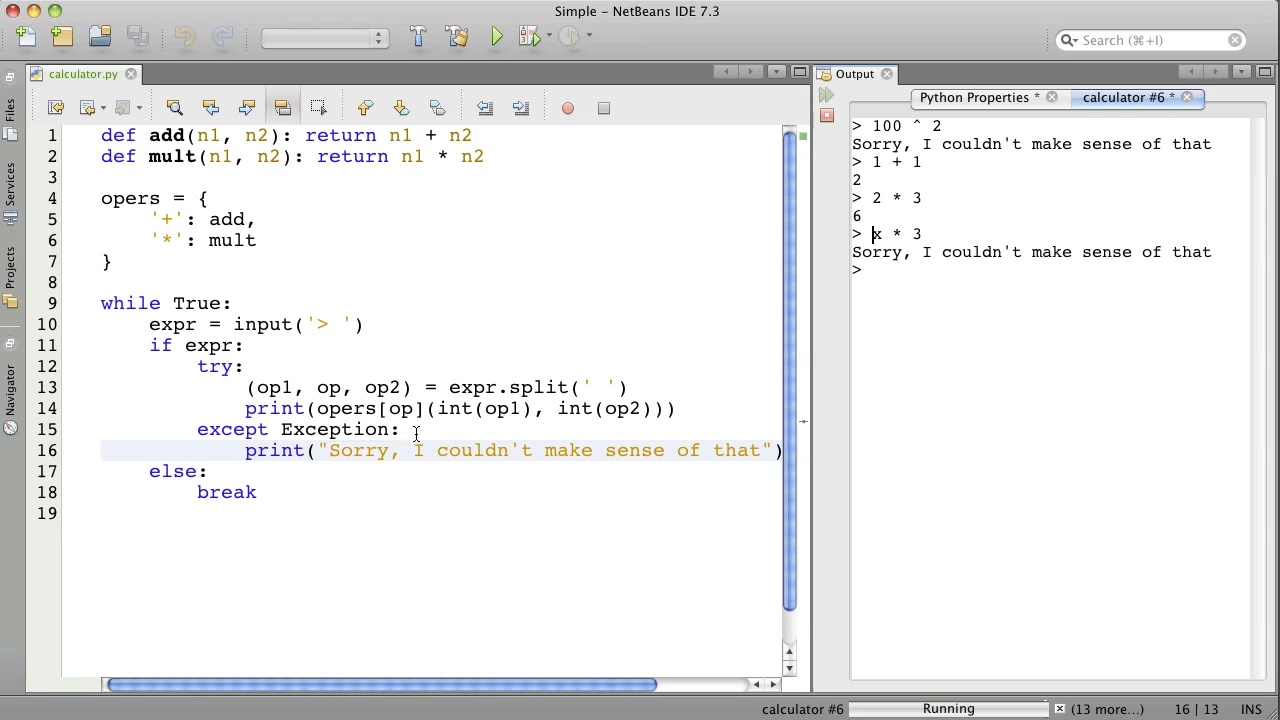 Simple - NetBeans IDE 7.3
Search (⌘+I)
calculator.py
Output
Python Properties *
calculator #6 *
Files
Services
Projects
Navigator
1 def add(n1, n2): return n1 + n2
2 def mult(n1, n2): return n1 * n2
3
4 opers = {
5     '+': add,
6     '*': mult
7 }
8
9 while True:
10     expr = input('> ')
11     if expr:
12         try:
13             (op1, op, op2) = expr.split(' ')
14             print(opers[op](int(op1), int(op2)))
15         except Exception:
16             print("Sorry, I couldn't make sense of that")
17     else:
18         break
19
> 100 ^ 2
Sorry, I couldn't make sense of that
> 1 + 1
2
> 2 * 3
6
> x * 3
Sorry, I couldn't make sense of that
>
calculator #6
Running
(13 more...)
16 | 13
INS